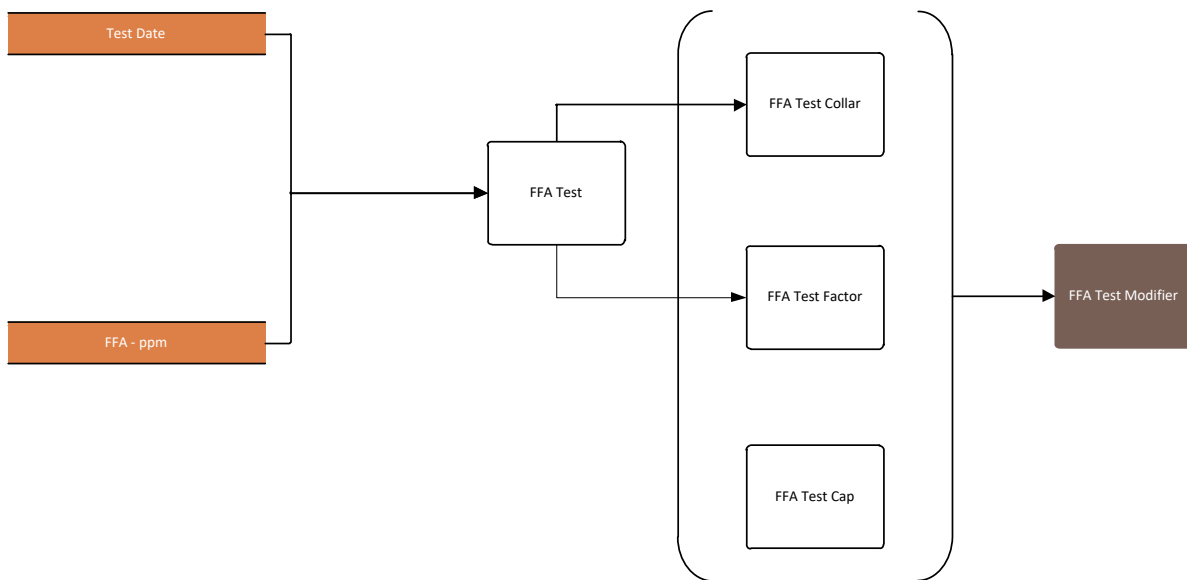 Test Date
FFA Test Collar
FFA Test
FFA Test Factor
FFA Test Modifier
FFA - ppm
FFA Test Cap